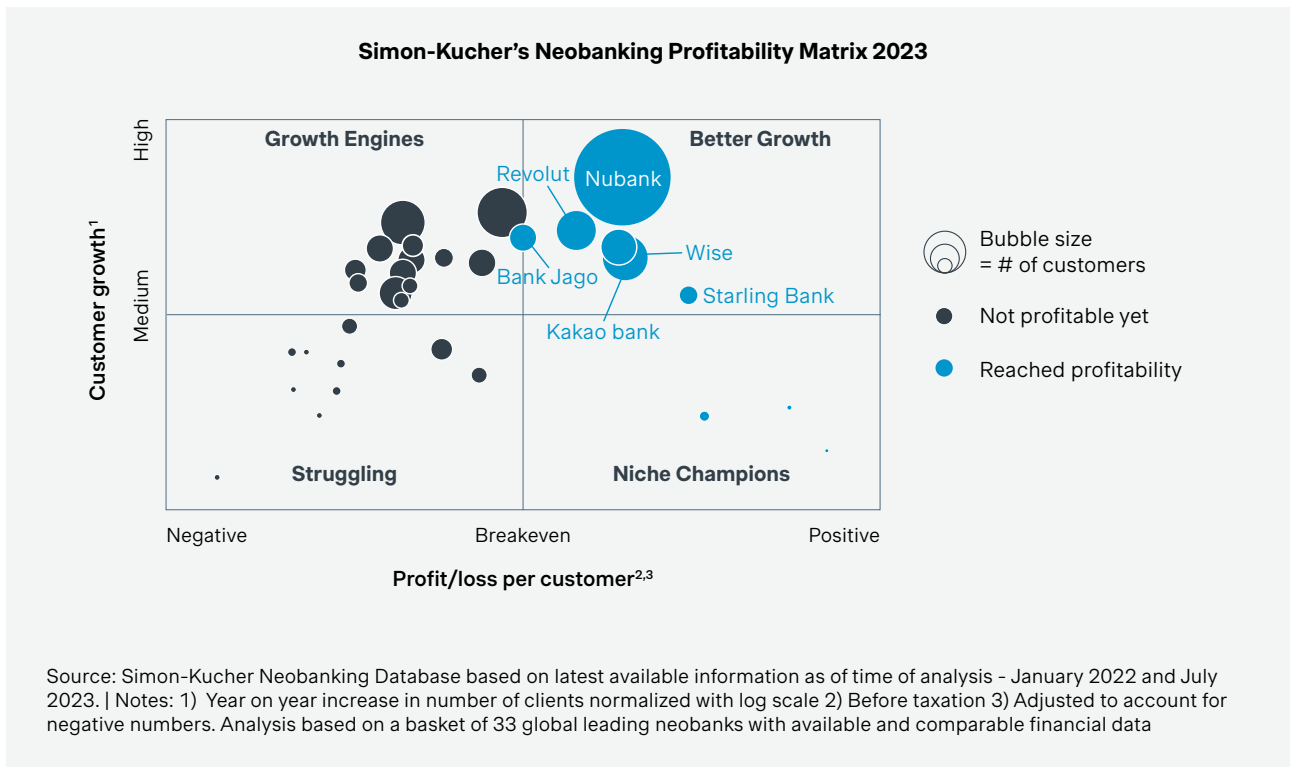 Simon-Kucher’s Neobanking Profitability Matrix 2023
High
Growth Engines
Better Growth
Revolut
Nubank
Customer growth1
Bubble size
= # of customers
Wise
Bank Jago
Starling Bank
Medium
Kakao bank
Not profitable yet
Reached profitability
Struggling
Niche Champions
Negative
Breakeven
Positive
Profit/loss per customer2,3
Source: Simon-Kucher Neobanking Database based on latest available information as of time of analysis - January 2022 and July
2023. | Notes: 1) Year on year increase in number of clients normalized with log scale 2) Before taxation 3) Adjusted to account for
negative numbers. Analysis based on a basket of 33 global leading neobanks with available and comparable financial data